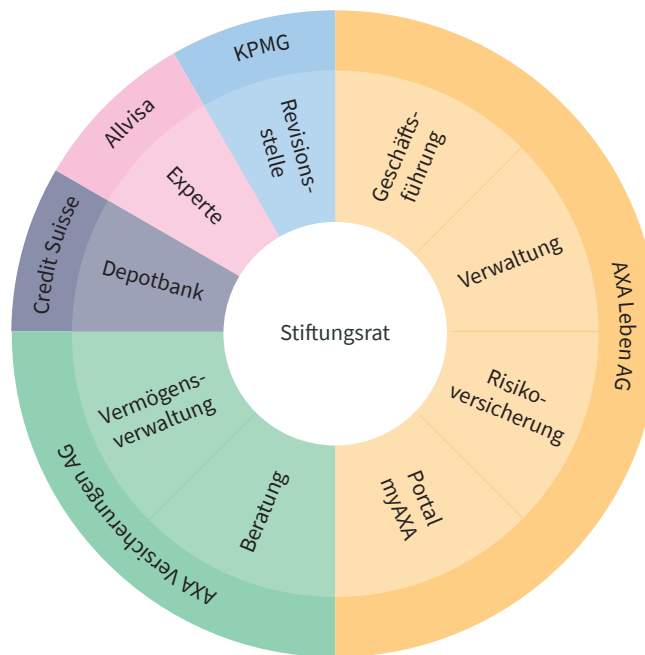 KPMG
Revisions-
stelle
Allvisa
Experte
Credit Suisse
Depotbank
Geschäfts-
führung
Verwaltung
AXA Leben AG
Risiko-
versicherung
Portal
myAXA
Stiftungsrat
Vermögens-
verwaltung
Beratung
AXA Versicherungen AG